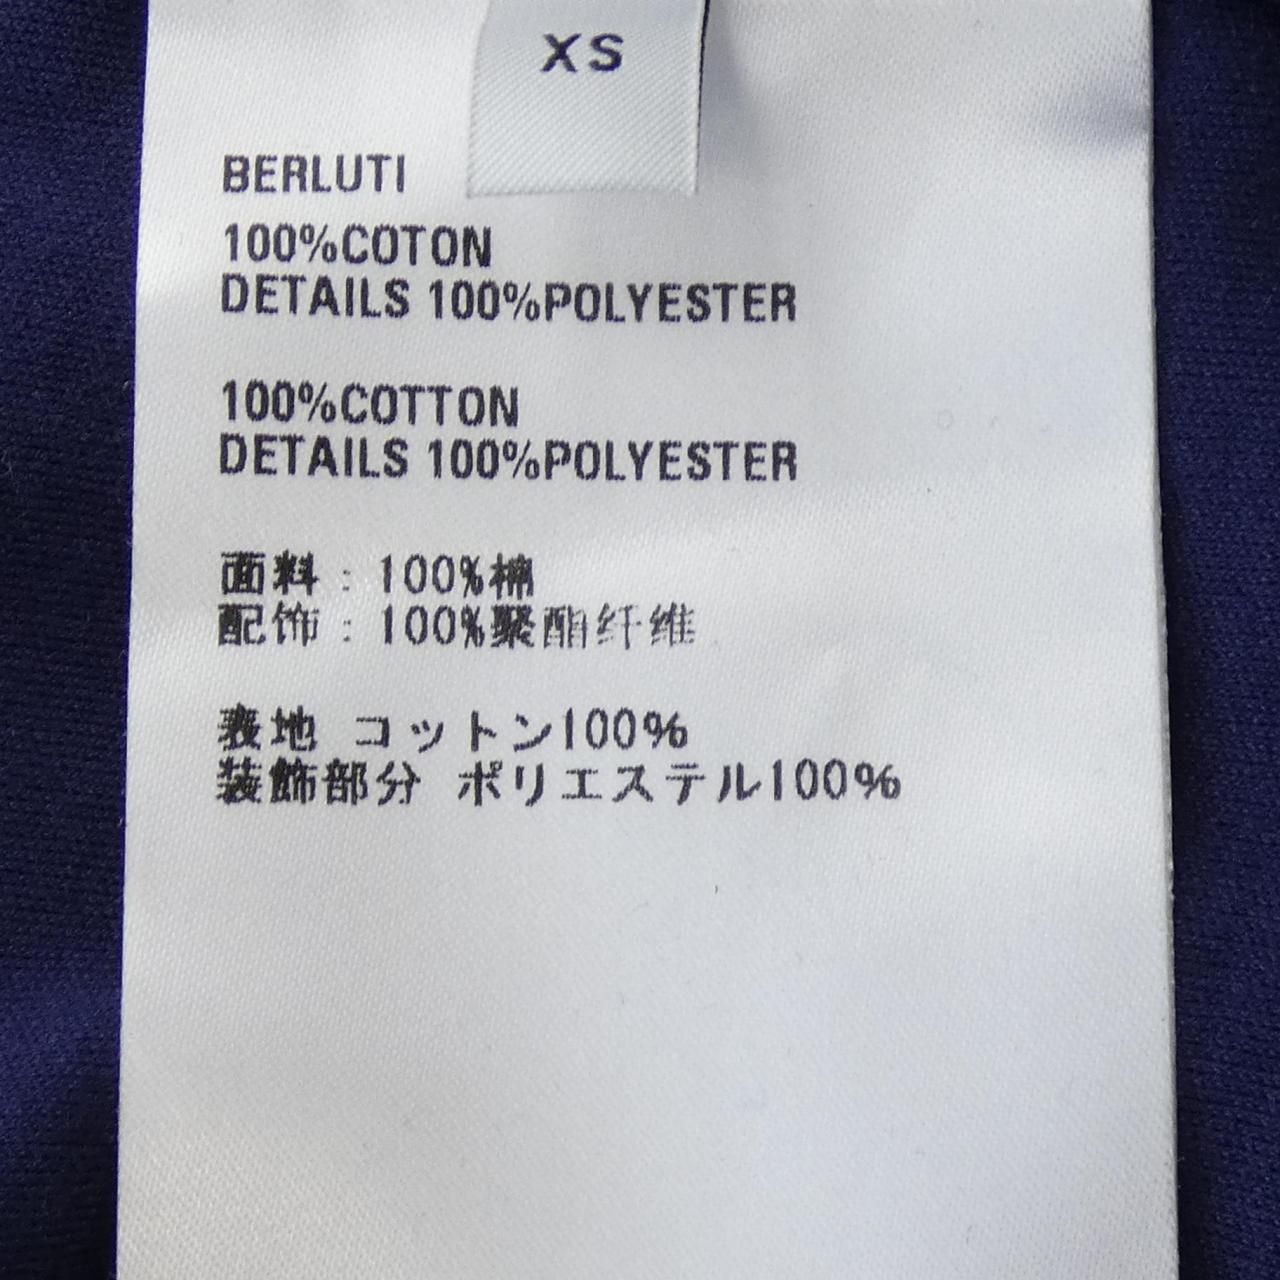 XS
BERLUTI
100%COTON
DETAILS 100%POLYESTER
100%COTTON
DETAILS 100%POLYESTER
面料：100%棉
配饰：100%聚酯纤维
表地 コットン100%
装飾部分 ポリエステル100%